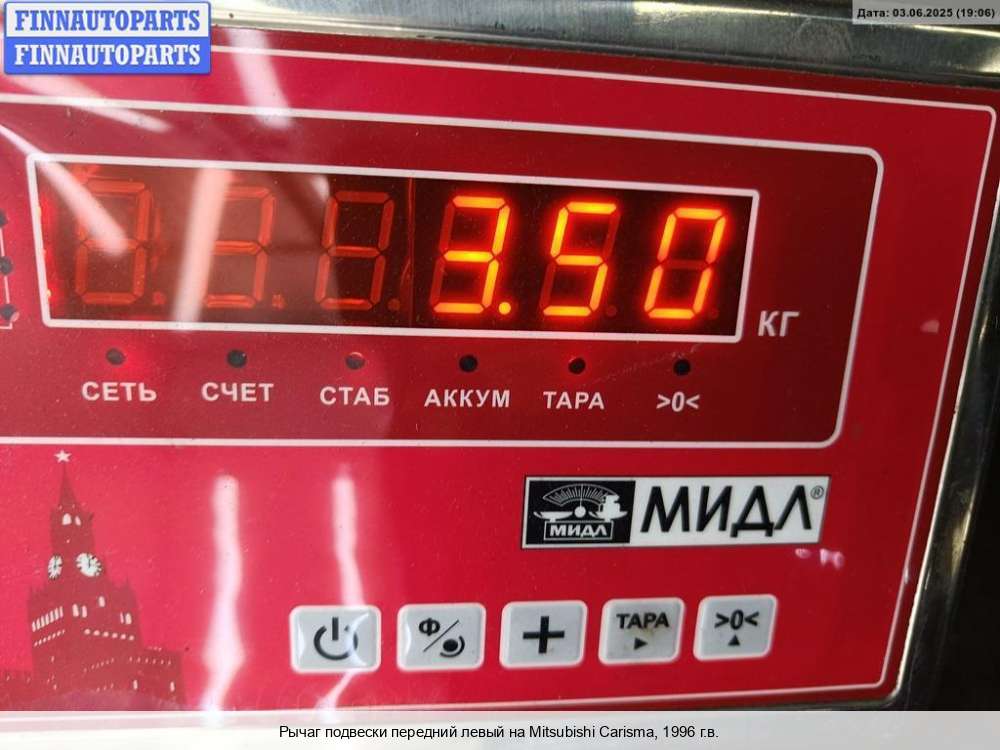 FINNAUTOPARTS
FINNAUTOPARTS
Дата: 03.06.2025 (19:06)
3.50
КГ
СЕТЬ СЧЕТ СТАБ АККУМ ТАРА >0<
МИДЛ МИДЛ®
Ф ТАРА >0<
Рычаг подвески передний левый на Mitsubishi Carisma, 1996 г.в.